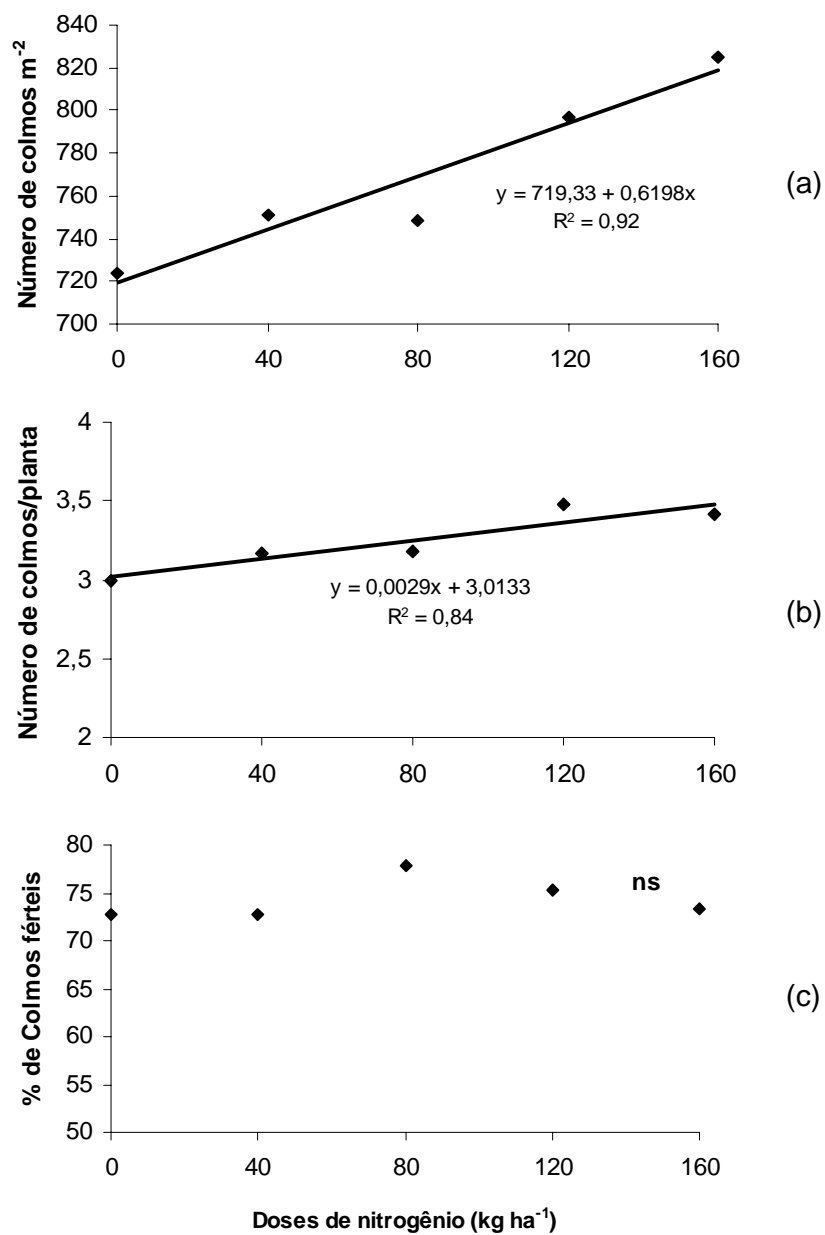 Número de colmos m⁻²
840
820
800
780
760
740
720
700
0 40 80 120 160
y = 719,33 + 0,6198x
R² = 0,92
(a)
Número de colmos/planta
4
3,5
3
2,5
2
0 40 80 120 160
y = 0,0029x + 3,0133
R² = 0,84
(b)
% de Colmos férteis
80
75
70
65
60
55
50
0 40 80 120 160
ns
(c)
Doses de nitrogênio (kg ha⁻¹)